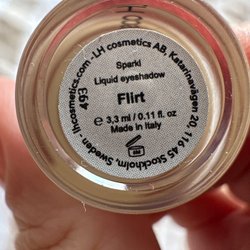 LH cosmetics AB, Katarinavägen 20, 116 45 Stockholm, Sweden lhcosmetics.com
493
Sparkl
Liquid eyeshadow
Flirt
e 3,3 ml / 0.11 fl. oz
Made in Italy
6M